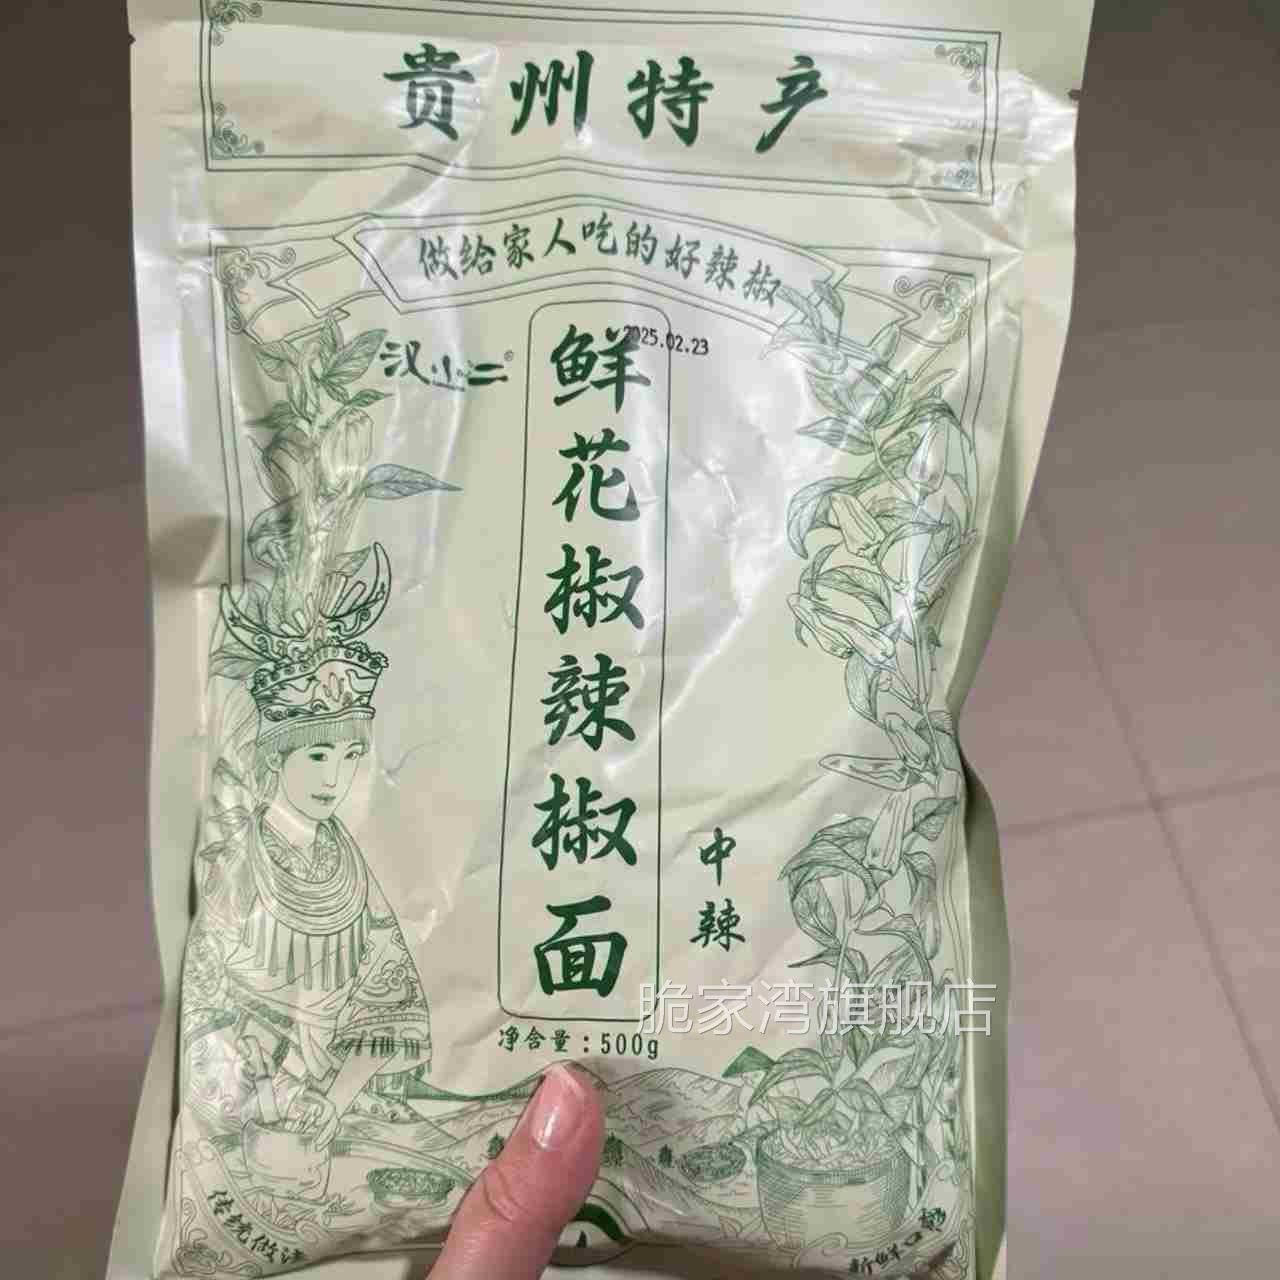 贵州特产
做给家人吃的好辣椒
汉小二®
2025.02.23
鲜花椒辣椒面
中辣
脆家湾旗舰店
净含量：500g
传统做法
新鲜口